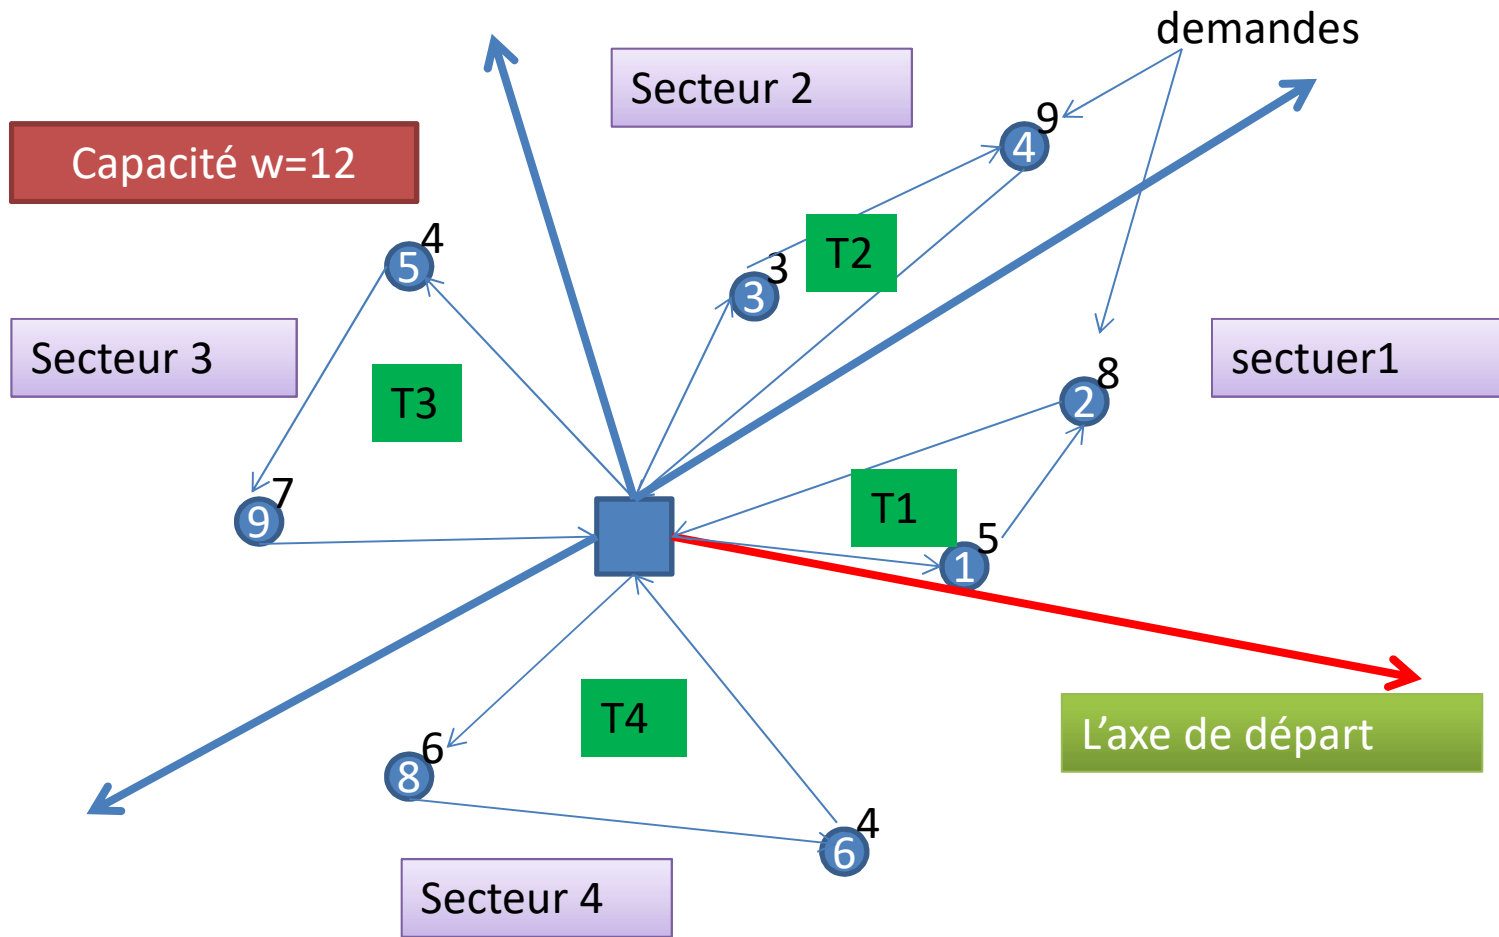 demandes
Secteur 2
9
4
Capacité w=12
4
5
T2
3
3
Secteur 3
sectuer1
8
2
T3
7
9
T1
5
1
T4
L’axe de départ
6
8
4
6
Secteur 4